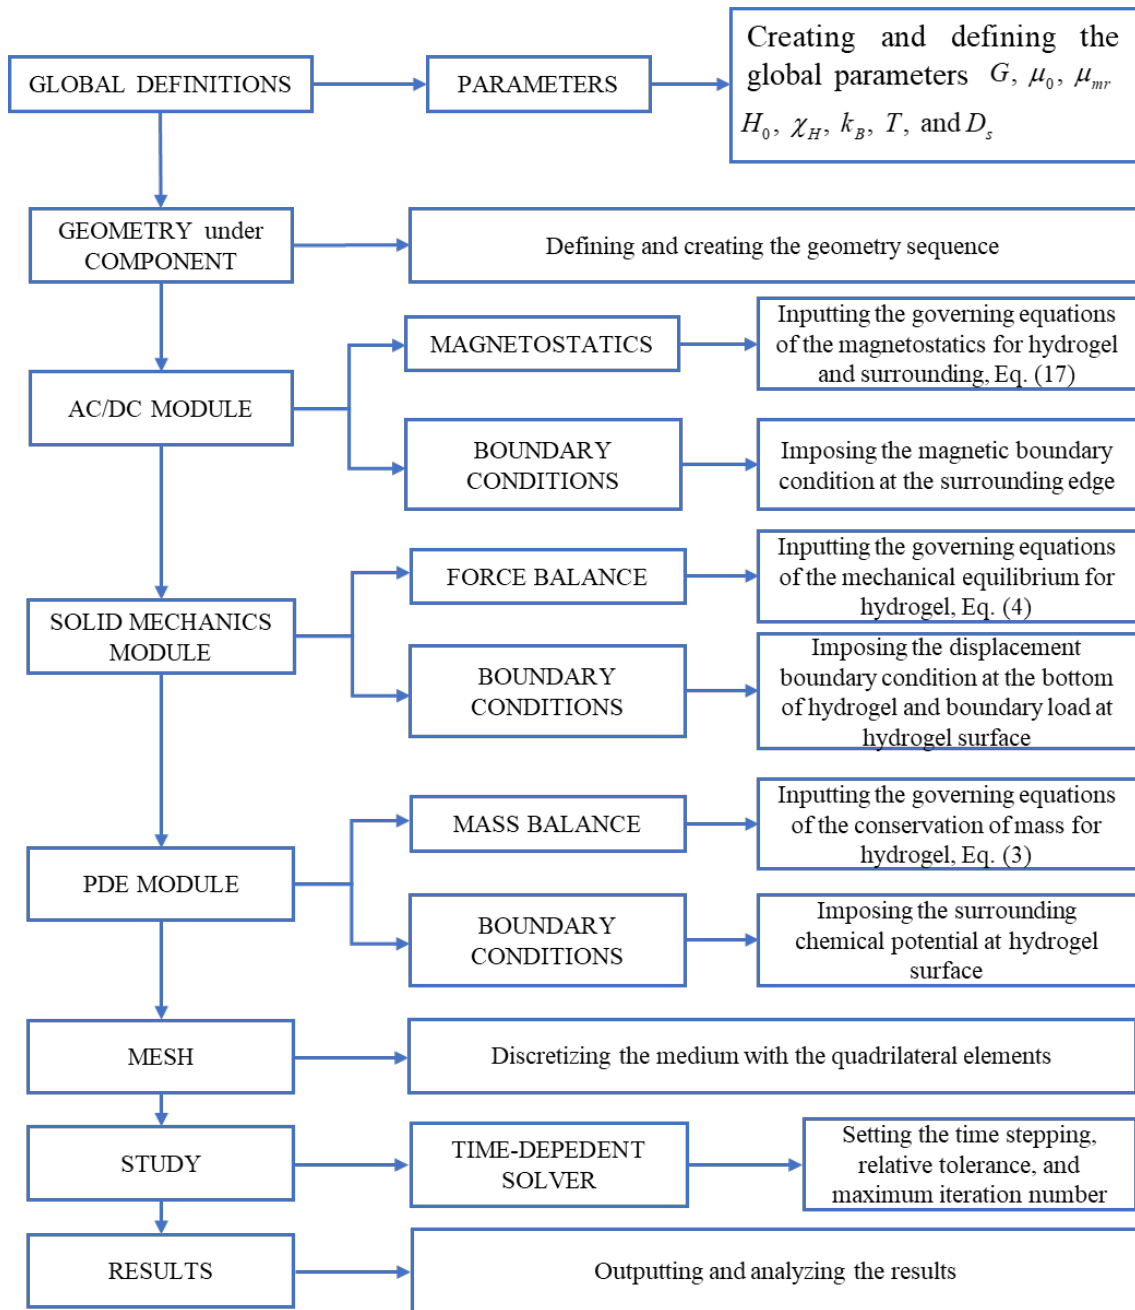 GLOBAL DEFINITIONS
PARAMETERS
Creating and defining the
global parameters G, μ₀, μₘᵣ
H₀, χ_H, k_B, T, and Dₛ
GEOMETRY under
COMPONENT
Defining and creating the geometry sequence
AC/DC MODULE
MAGNETOSTATICS
Inputting the governing equations
of the magnetostatics for hydrogel
and surrounding, Eq. (17)
BOUNDARY
CONDITIONS
Imposing the magnetic boundary
condition at the surrounding edge
SOLID MECHANICS
MODULE
FORCE BALANCE
Inputting the governing equations
of the mechanical equilibrium for
hydrogel, Eq. (4)
BOUNDARY
CONDITIONS
Imposing the displacement
boundary condition at the bottom
of hydrogel and boundary load at
hydrogel surface
PDE MODULE
MASS BALANCE
Inputting the governing equations
of the conservation of mass for
hydrogel, Eq. (3)
BOUNDARY
CONDITIONS
Imposing the surrounding
chemical potential at hydrogel
surface
MESH
Discretizing the medium with the quadrilateral elements
STUDY
TIME-DEPEDENT
SOLVER
Setting the time stepping,
relative tolerance, and
maximum iteration number
RESULTS
Outputting and analyzing the results